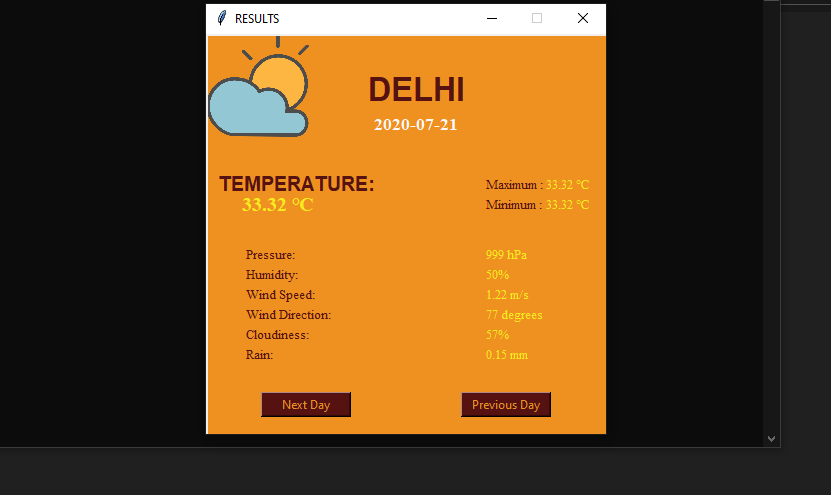 RESULTS
DELHI
2020-07-21
TEMPERATURE:
33.32 °C
Maximum : 33.32 °C
Minimum : 33.32 °C
Pressure: 999 hPa
Humidity: 50%
Wind Speed: 1.22 m/s
Wind Direction: 77 degrees
Cloudiness: 57%
Rain: 0.15 mm
Next Day Previous Day